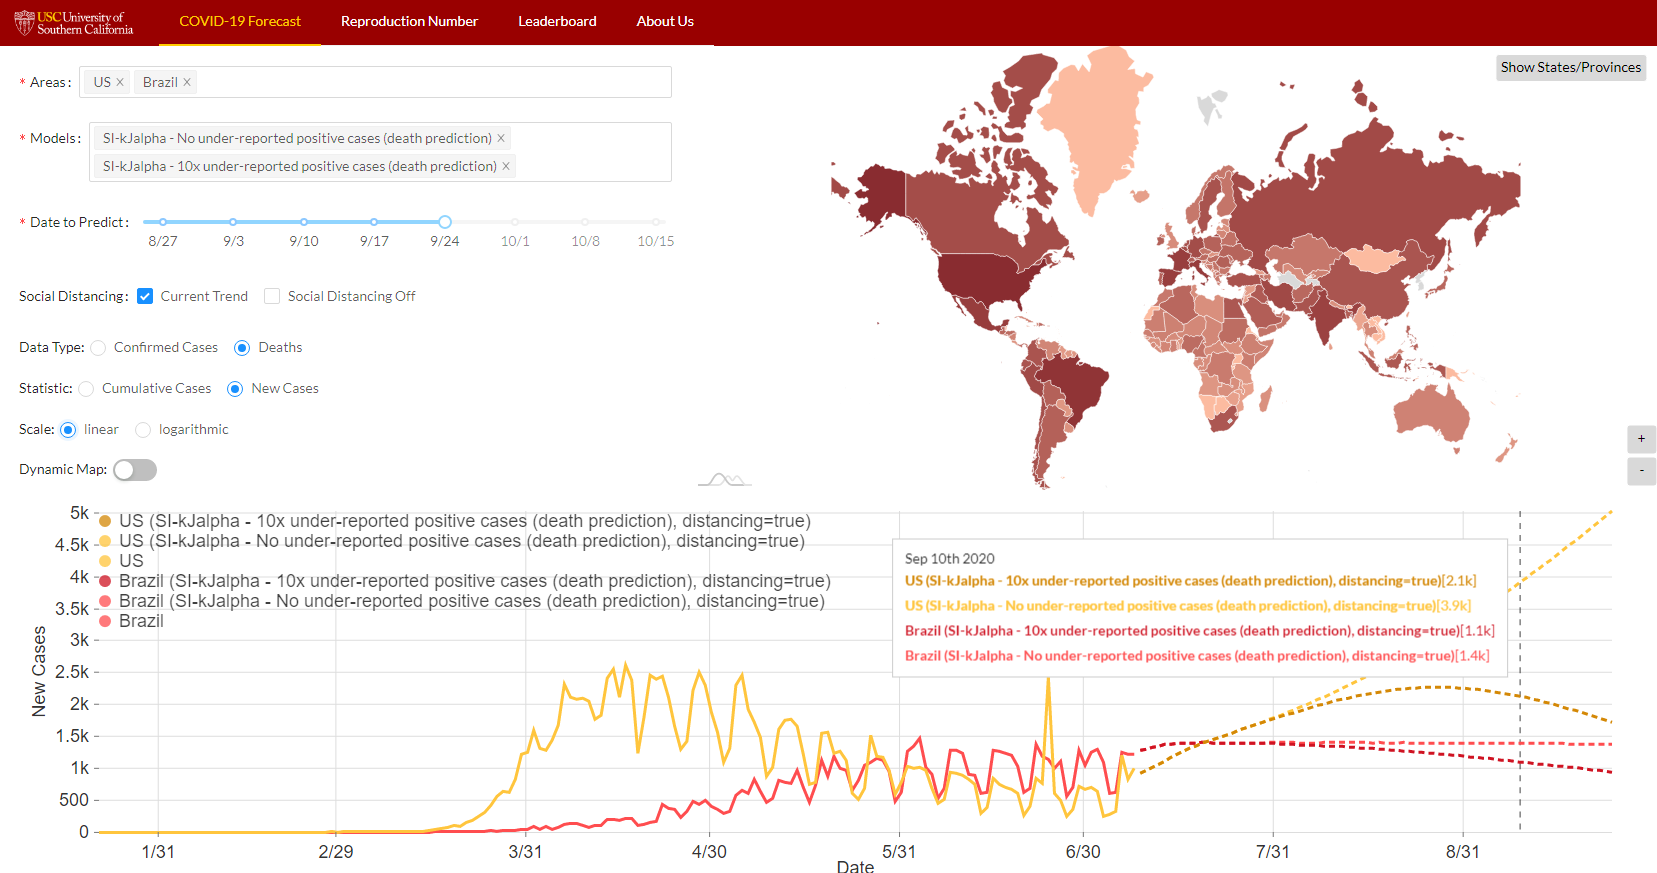 USC University of
Southern California
COVID-19 Forecast
Reproduction Number
Leaderboard
About Us
* Areas:
US ×
Brazil ×
Show States/Provinces
* Models:
SI-kJalpha - No under-reported positive cases (death prediction) ×
SI-kJalpha - 10x under-reported positive cases (death prediction) ×
* Date to Predict:
8/27
9/3
9/10
9/17
9/24
10/1
10/8
10/15
Social Distancing:
Current Trend
Social Distancing Off
Data Type:
Confirmed Cases
Deaths
Statistic:
Cumulative Cases
New Cases
Scale:
linear
logarithmic
Dynamic Map:
+
-
5k
4.5k
4k
3.5k
3k
2.5k
2k
1.5k
1k
500
0
New Cases
US (SI-kJalpha - 10x under-reported positive cases (death prediction), distancing=true)
US (SI-kJalpha - No under-reported positive cases (death prediction), distancing=true)
US
Brazil (SI-kJalpha - 10x under-reported positive cases (death prediction), distancing=true)
Brazil (SI-kJalpha - No under-reported positive cases (death prediction), distancing=true)
Brazil
Sep 10th 2020
US (SI-kJalpha - 10x under-reported positive cases (death prediction), distancing=true)[2.1k]
US (SI-kJalpha - No under-reported positive cases (death prediction), distancing=true)[3.9k]
Brazil (SI-kJalpha - 10x under-reported positive cases (death prediction), distancing=true)[1.1k]
Brazil (SI-kJalpha - No under-reported positive cases (death prediction), distancing=true)[1.4k]
1/31
2/29
3/31
4/30
5/31
6/30
7/31
8/31
Date